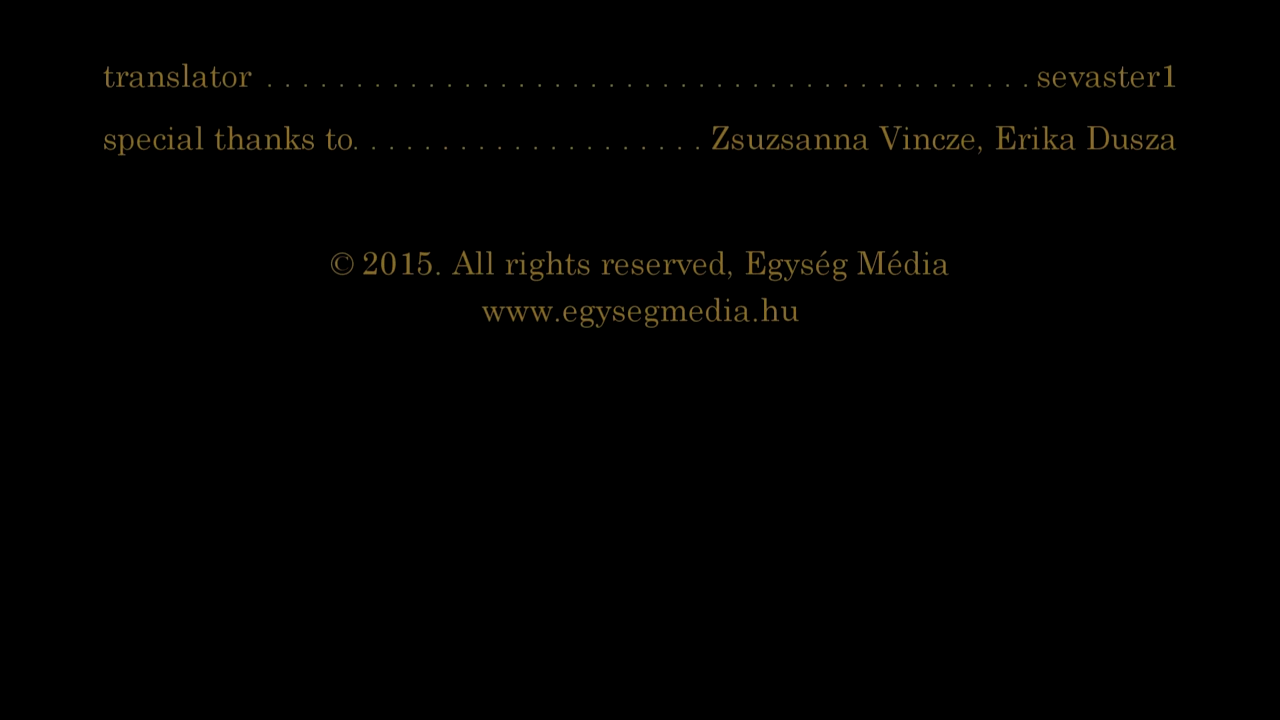 translator . . . . . . . . . . . . . . . . . . . . . . . . . . . . . . . . . . . . . . . . . . . sevaster1
special thanks to. . . . . . . . . . . . . . . . . . . . Zsuzsanna Vincze, Erika Dusza
© 2015. All rights reserved, Egység Média
www.egysegmedia.hu